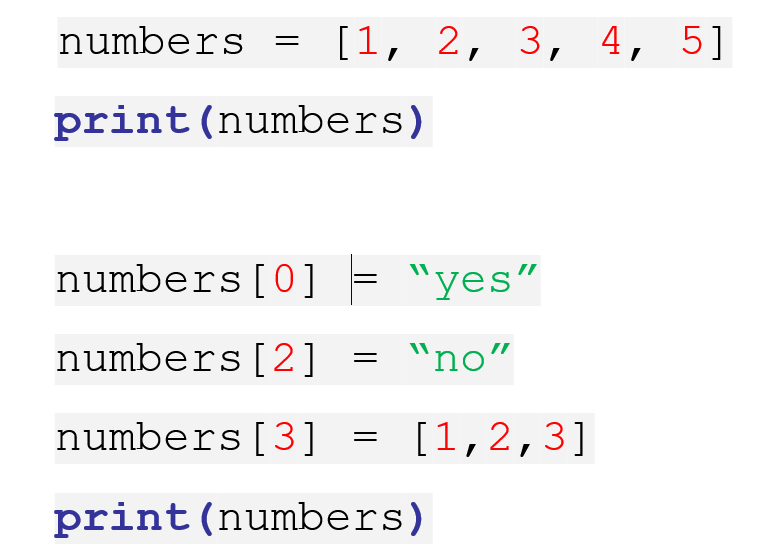 numbers = [1, 2, 3, 4, 5]
print(numbers)
numbers[0] = “yes”
numbers[2] = “no”
numbers[3] = [1,2,3]
print(numbers)